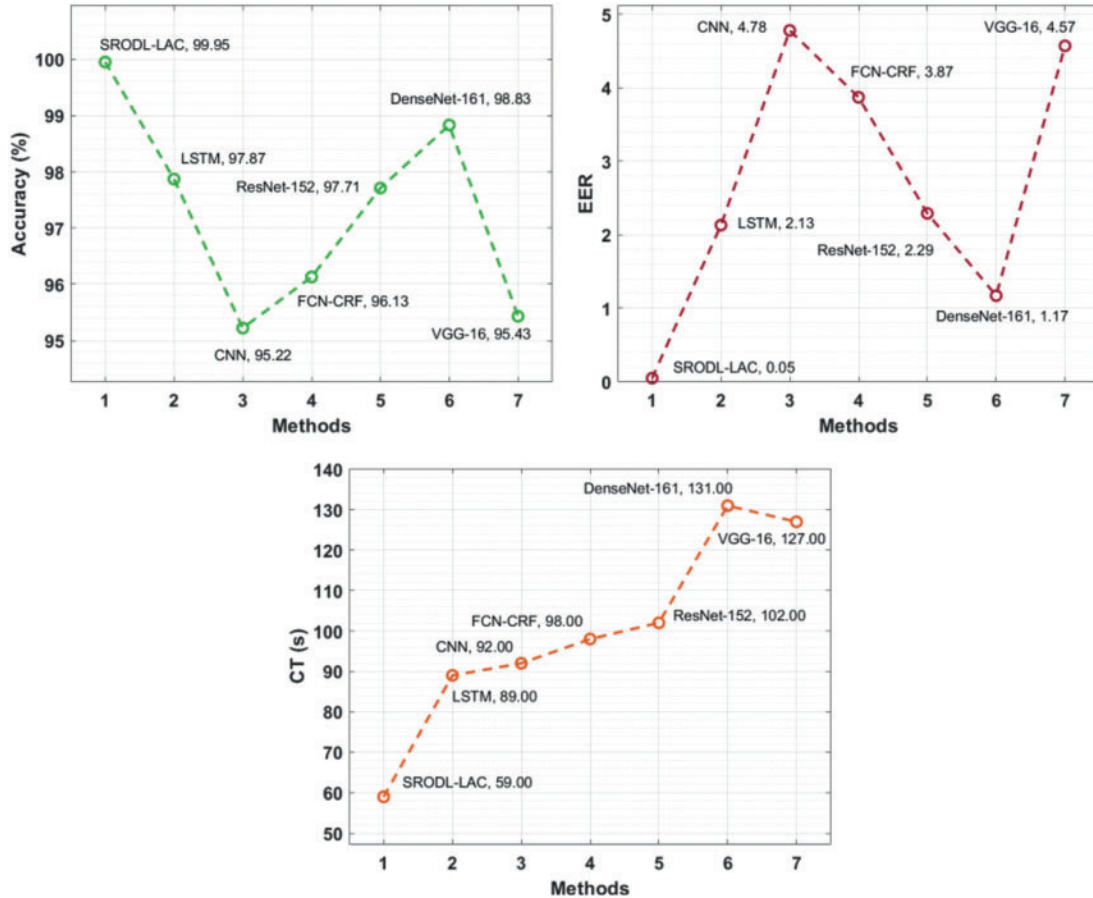 SRODL-LAC, 99.95
DenseNet-161, 98.83
LSTM, 97.87
ResNet-152, 97.71
FCN-CRF, 96.13
VGG-16, 95.43
CNN, 95.22
100
99
98
97
96
95
Accuracy (%)
1 2 3 4 5 6 7
Methods
CNN, 4.78
VGG-16, 4.57
FCN-CRF, 3.87
LSTM, 2.13
ResNet-152, 2.29
DenseNet-161, 1.17
SRODL-LAC, 0.05
5
4
3
2
1
0
EER
1 2 3 4 5 6 7
Methods
DenseNet-161, 131.00
VGG-16, 127.00
FCN-CRF, 98.00
ResNet-152, 102.00
CNN, 92.00
LSTM, 89.00
SRODL-LAC, 59.00
140
130
120
110
100
90
80
70
60
50
CT (s)
1 2 3 4 5 6 7
Methods